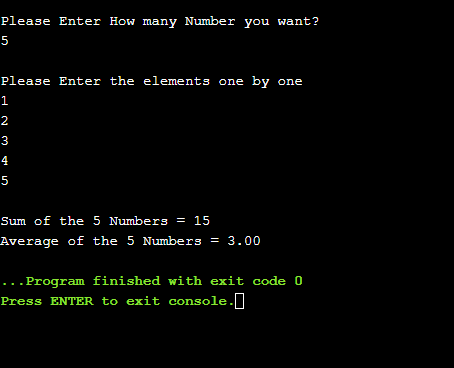 Please Enter How many Number you want?
5
Please Enter the elements one by one
1
2
3
4
5
Sum of the 5 Numbers = 15
Average of the 5 Numbers = 3.00
...Program finished with exit code 0
Press ENTER to exit console.